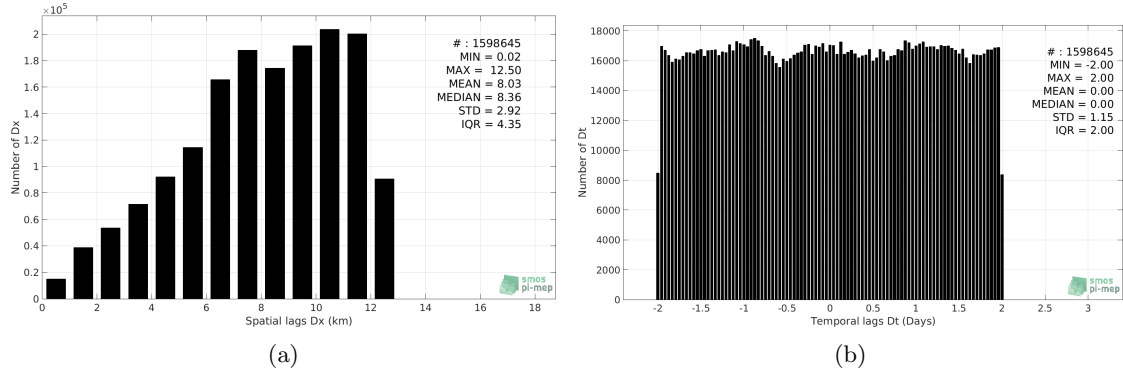 ×10⁵
2
1.8
1.6
1.4
1.2
1
0.8
0.6
0.4
0.2
0
Number of Dx
# : 1598645
MIN = 0.02
MAX = 12.50
MEAN = 8.03
MEDIAN = 8.36
STD = 2.92
IQR = 4.35
smos
pi-mep
0 2 4 6 8 10 12 14 16 18
Spatial lags Dx (km)
(a)
18000
16000
14000
12000
10000
8000
6000
4000
2000
0
Number of Dt
# : 1598645
MIN = -2.00
MAX = 2.00
MEAN = 0.00
MEDIAN = 0.00
STD = 1.15
IQR = 2.00
smos
pi-mep
-2 -1.5 -1 -0.5 0 0.5 1 1.5 2 2.5 3
Temporal lags Dt (Days)
(b)